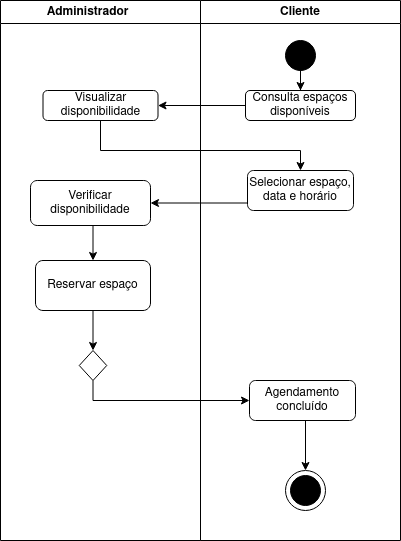 Administrador
Cliente
Consulta espaços
disponíveis
Visualizar
disponibilidade
Selecionar espaço,
data e horário
Verificar
disponibilidade
Reservar espaço
Agendamento
concluído